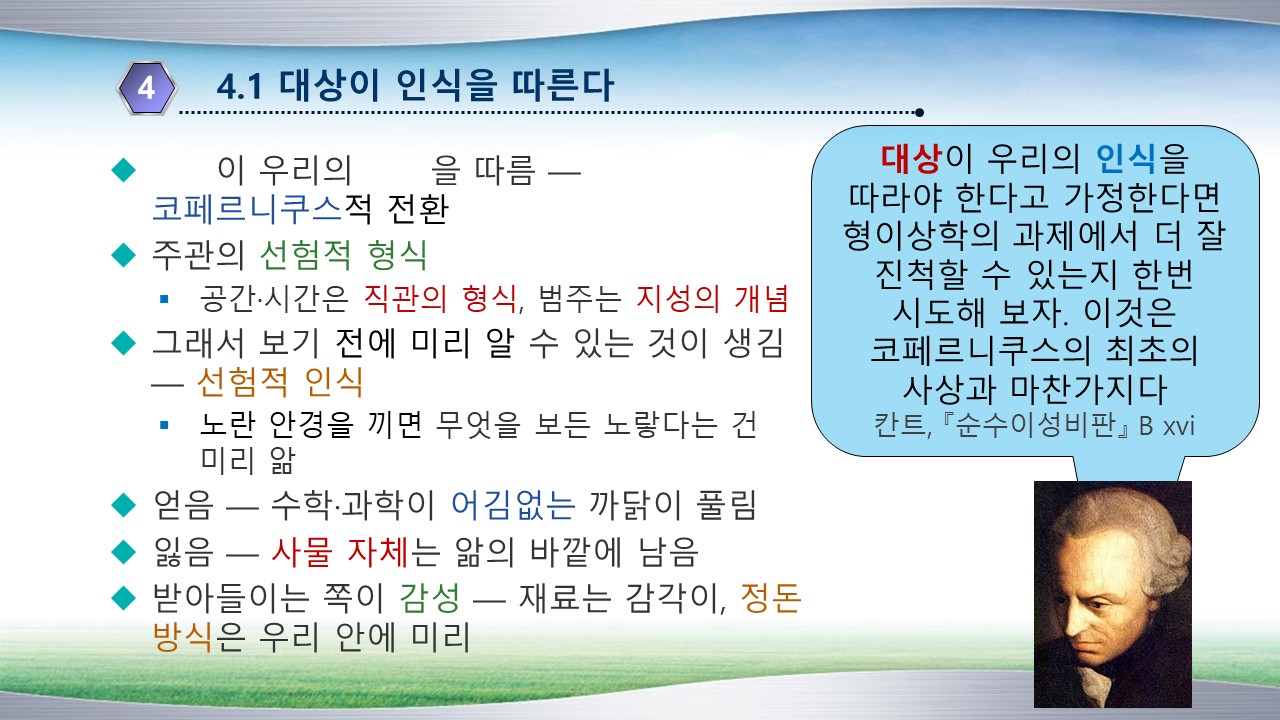 4
4.1 대상이 인식을 따른다
이 우리의 을 따름 —
코페르니쿠스적 전환
주관의 선험적 형식
공간·시간은 직관의 형식, 범주는 지성의 개념
그래서 보기 전에 미리 알 수 있는 것이 생김
— 선험적 인식
노란 안경을 끼면 무엇을 보든 노랗다는 건
미리 앎
얻음 — 수학·과학이 어김없는 까닭이 풀림
잃음 — 사물 자체는 앎의 바깥에 남음
받아들이는 쪽이 감성 — 재료는 감각이, 정돈
방식은 우리 안에 미리
대상이 우리의 인식을
따라야 한다고 가정한다면
형이상학의 과제에서 더 잘
진척할 수 있는지 한번
시도해 보자. 이것은
코페르니쿠스의 최초의
사상과 마찬가지다
칸트, 『순수이성비판』 B xvi